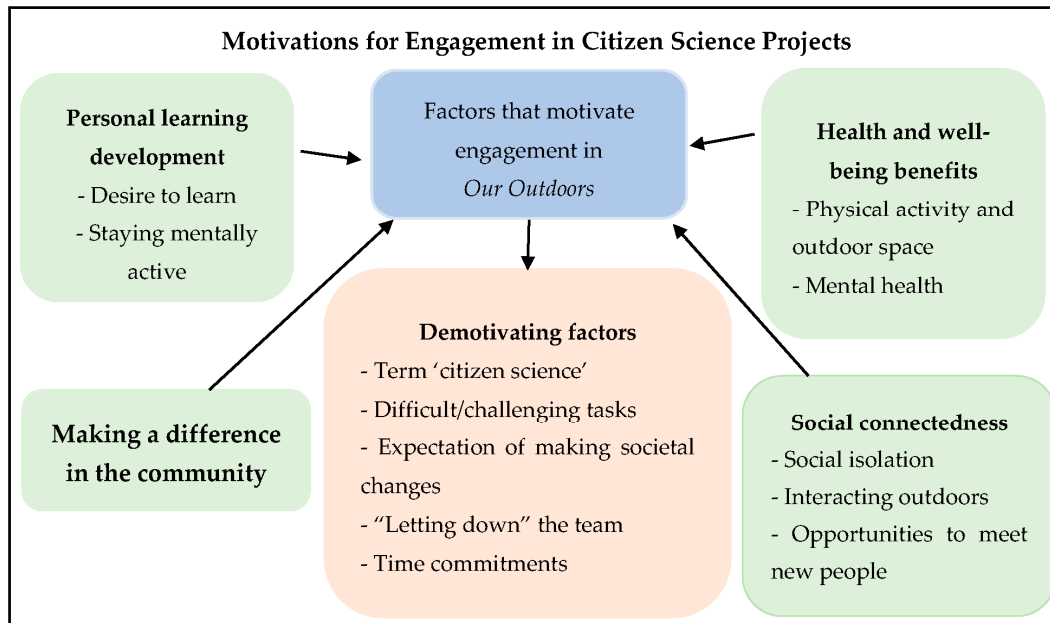 Motivations for Engagement in Citizen Science Projects
Personal learning
development
- Desire to learn
- Staying mentally
active
Factors that motivate
engagement in
Our Outdoors
Health and well-
being benefits
- Physical activity and
outdoor space
- Mental health
Making a difference
in the community
Demotivating factors
- Term ‘citizen science’
- Difficult/challenging tasks
- Expectation of making societal
changes
- “Letting down” the team
- Time commitments
Social connectedness
- Social isolation
- Interacting outdoors
- Opportunities to meet
new people